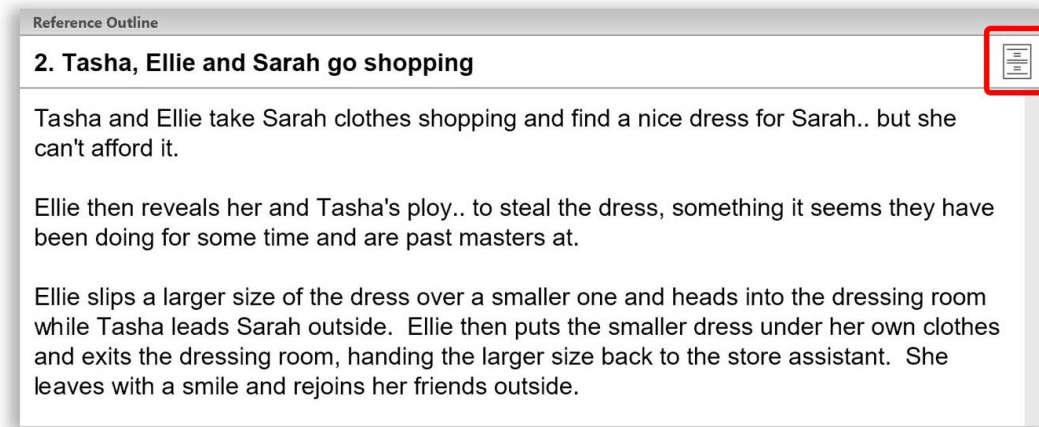 Reference Outline
2. Tasha, Ellie and Sarah go shopping
Tasha and Ellie take Sarah clothes shopping and find a nice dress for Sarah.. but she
can't afford it.
Ellie then reveals her and Tasha's ploy.. to steal the dress, something it seems they have
been doing for some time and are past masters at.
Ellie slips a larger size of the dress over a smaller one and heads into the dressing room
while Tasha leads Sarah outside.  Ellie then puts the smaller dress under her own clothes
and exits the dressing room, handing the larger size back to the store assistant.  She
leaves with a smile and rejoins her friends outside.